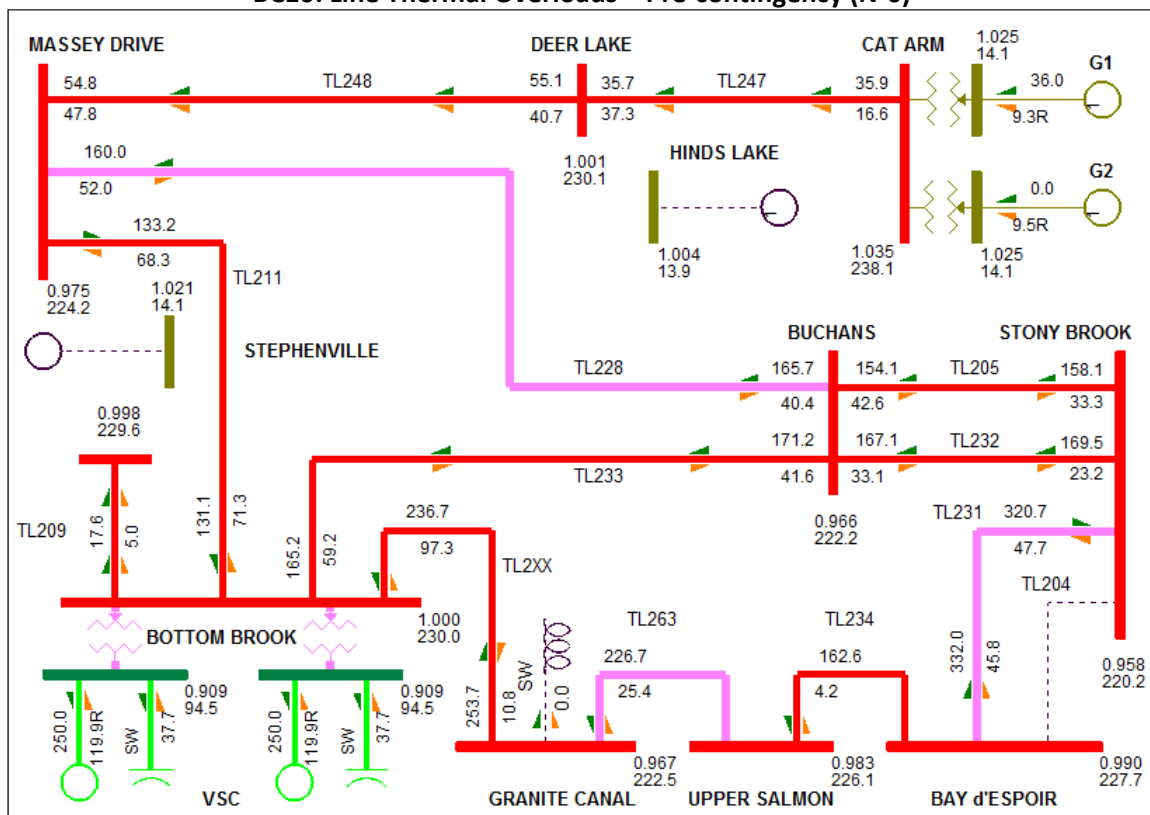 MASSEY DRIVE
DEER LAKE
CAT ARM
1.025
14.1
G1
54.8
TL248
55.1
35.7
TL247
35.9
36.0
47.8
40.7
37.3
16.6
9.3R
160.0
1.001
230.1
HINDS LAKE
G2
0.0
52.0
9.5R
133.2
68.3
TL211
1.004
13.9
1.035
238.1
1.025
14.1
0.975
224.2
1.021
14.1
STEPHENVILLE
BUCHANS
STONY BROOK
TL228
165.7
154.1
TL205
158.1
40.4
42.6
33.3
0.998
229.6
171.2
167.1
TL232
169.5
TL233
41.6
33.1
23.2
TL209
17.6
5.0
131.1
71.3
165.2
59.2
236.7
97.3
TL2XX
0.966
222.2
TL231
320.7
47.7
TL204
BOTTOM BROOK
1.000
230.0
TL263
TL234
226.7
162.6
25.4
4.2
332.0
45.8
0.958
220.2
0.909
94.5
0.909
94.5
253.7
10.8
SW
0.0
250.0
119.9R
SW
37.7
250.0
119.9R
SW
37.7
0.967
222.5
0.983
226.1
0.990
227.7
VSC
GRANITE CANAL
UPPER SALMON
BAY d'ESPOIR